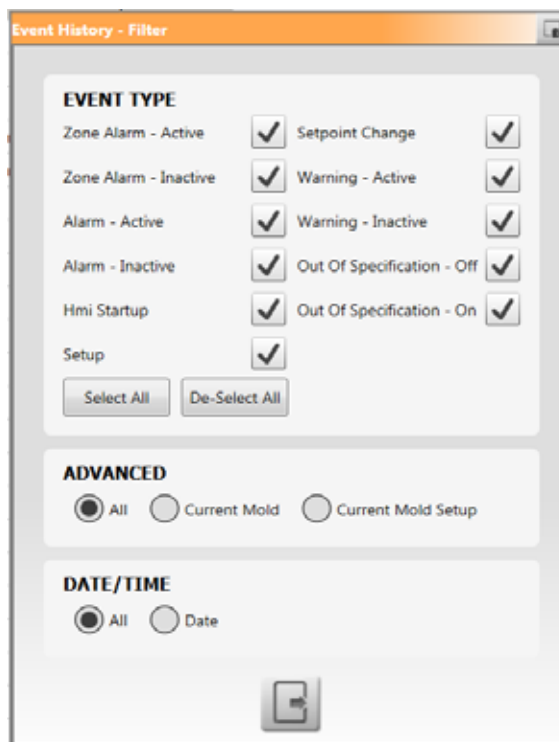 Event History - Filter
EVENT TYPE
Zone Alarm - Active Setpoint Change
Zone Alarm - Inactive Warning - Active
Alarm - Active Warning - Inactive
Alarm - Inactive Out Of Specification - Off
Hmi Startup Out Of Specification - On
Setup
Select All De-Select All
ADVANCED
All Current Mold Current Mold Setup
DATE/TIME
All Date